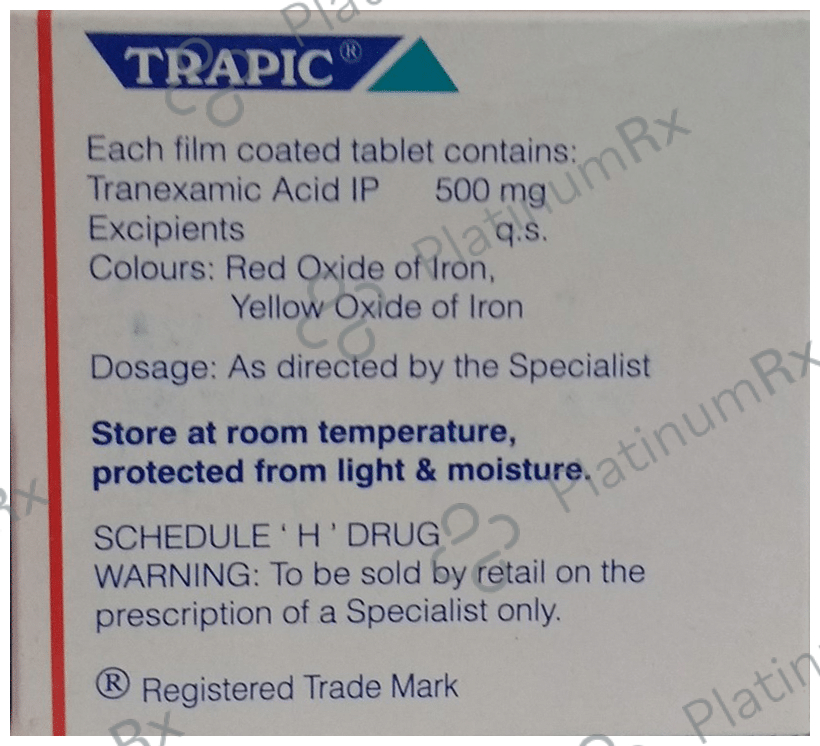 TRAPIC®
Each film coated tablet contains:
Tranexamic Acid IP 500 mg
Excipients q.s.
Colours: Red Oxide of Iron,
Yellow Oxide of Iron
Dosage: As directed by the Specialist
Store at room temperature,
protected from light & moisture.
SCHEDULE ‘ H ’ DRUG
WARNING: To be sold by retail on the
prescription of a Specialist only.
® Registered Trade Mark
PlatinumRx
PlatinumRx